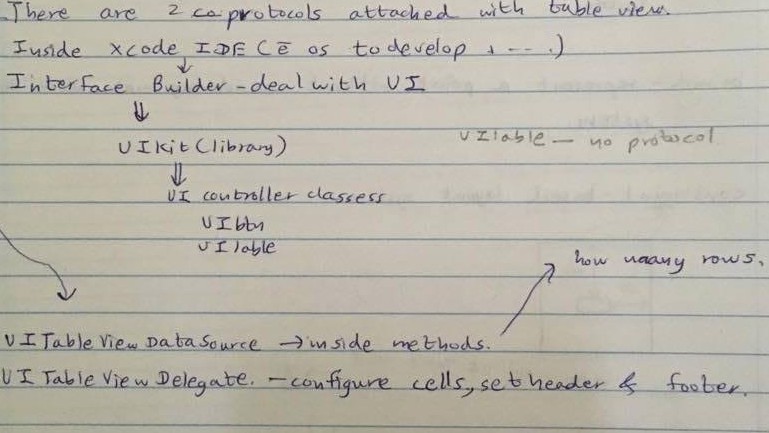 There are 2 co protocols attached with table view.
Inside xcode IDE (c̄ os to develop , --- .)
↓
Interface Builder - deal with UI
⇓
UIkit (library)
UIlable - no protocol
⇓
UI controller classess
UIbtn
UIlable
how many rows.
UITableViewDataSource → inside methods.
UITableViewDelegate. - configure cells, set header & footer.